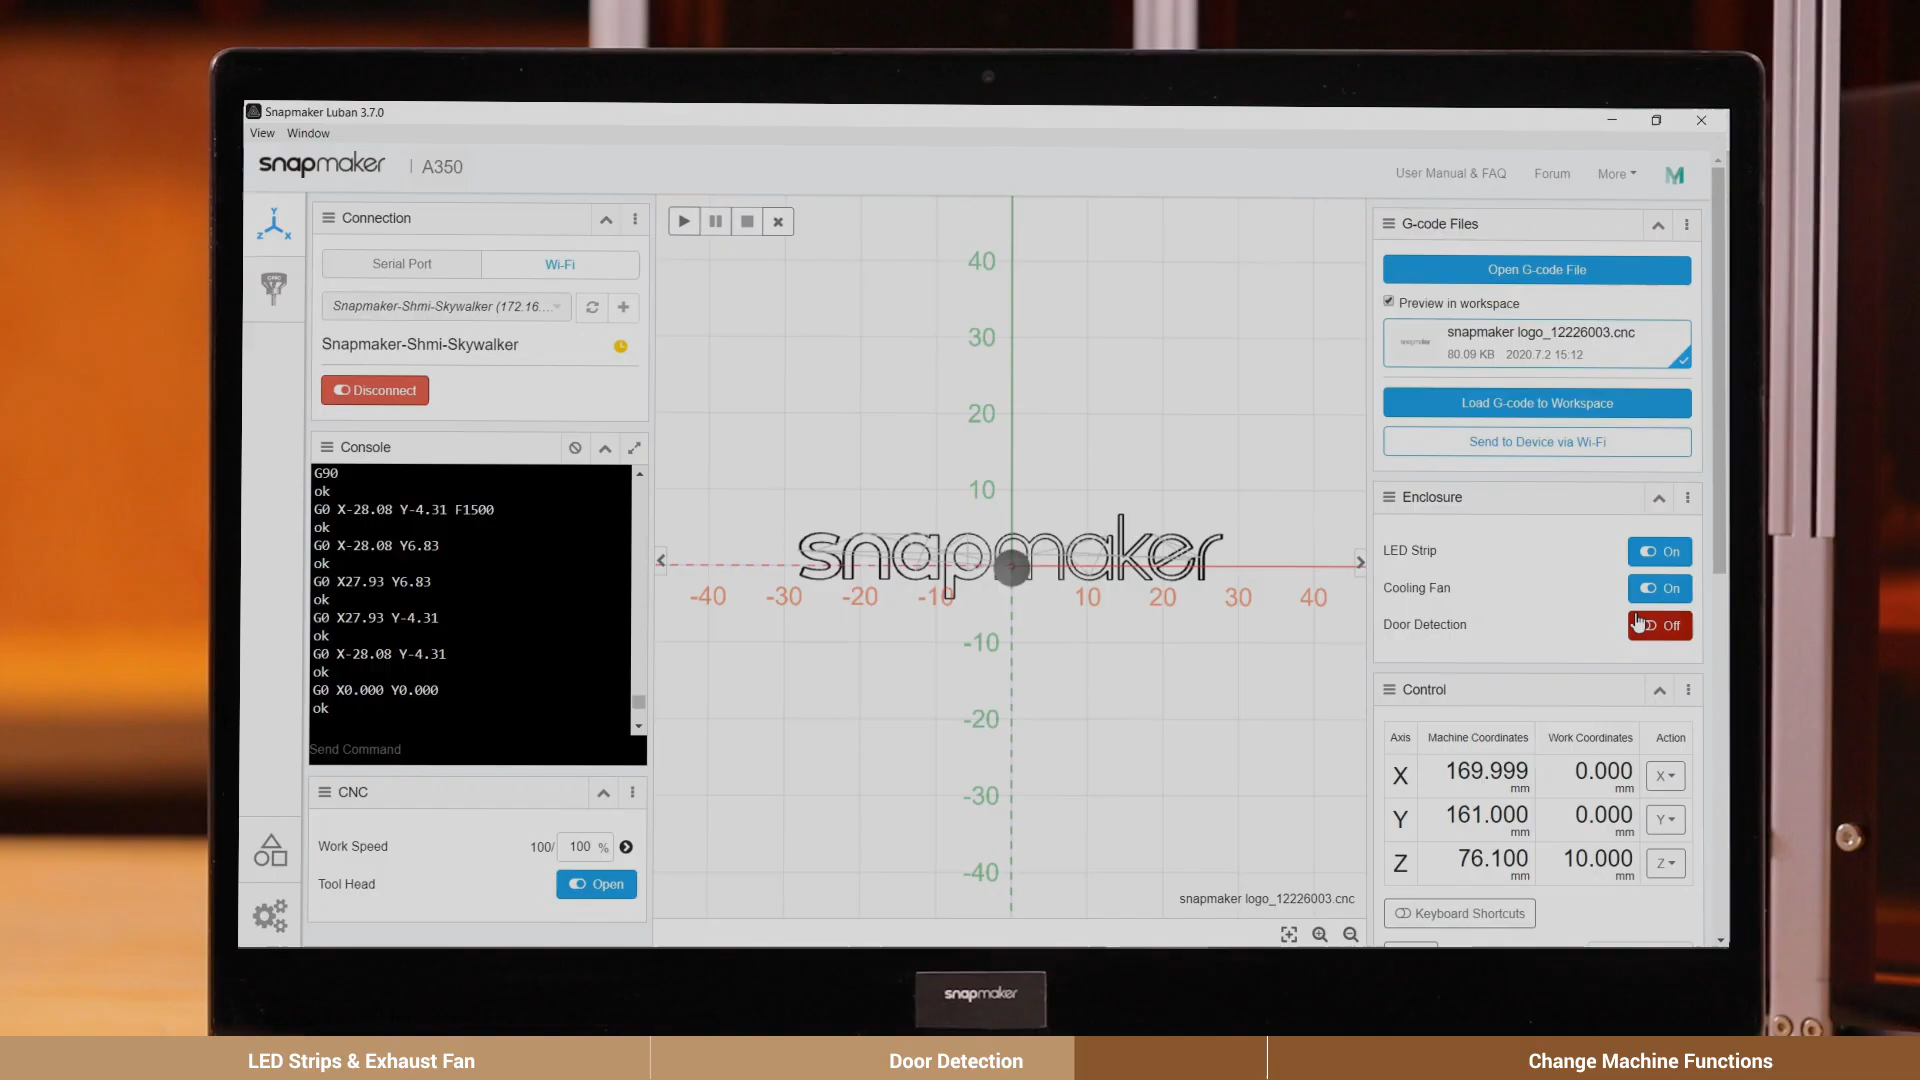 Snapmaker Luban 3.7.0
View Window
snapmaker | A350
User Manual & FAQ Forum More
Connection
Serial Port Wi-Fi
Snapmaker-Shmi-Skywalker (172.16....
Snapmaker-Shmi-Skywalker
Disconnect
Console
G90
ok
G0 X-28.08 Y-4.31 F1500
ok
G0 X-28.08 Y6.83
ok
G0 X27.93 Y6.83
ok
G0 X27.93 Y-4.31
ok
G0 X-28.08 Y-4.31
ok
G0 X0.000 Y0.000
ok
Send Command
CNC
Work Speed 100/ 100 %
Tool Head Open
40
30
20
10
snapmaker
-40 -30 -20 -10 10 20 30 40
-10
-20
-30
-40
snapmaker logo_12226003.cnc
G-code Files
Open G-code File
Preview in workspace
snapmaker logo_12226003.cnc
80.09 KB 2020.7.2 15:12
Load G-code to Workspace
Send to Device via Wi-Fi
Enclosure
LED Strip On
Cooling Fan On
Door Detection Off
Control
Axis Machine Coordinates Work Coordinates Action
X 169.999 mm 0.000 mm X
Y 161.000 mm 0.000 mm Y
Z 76.100 mm 10.000 mm Z
Keyboard Shortcuts
snapmaker
LED Strips & Exhaust Fan Door Detection Change Machine Functions